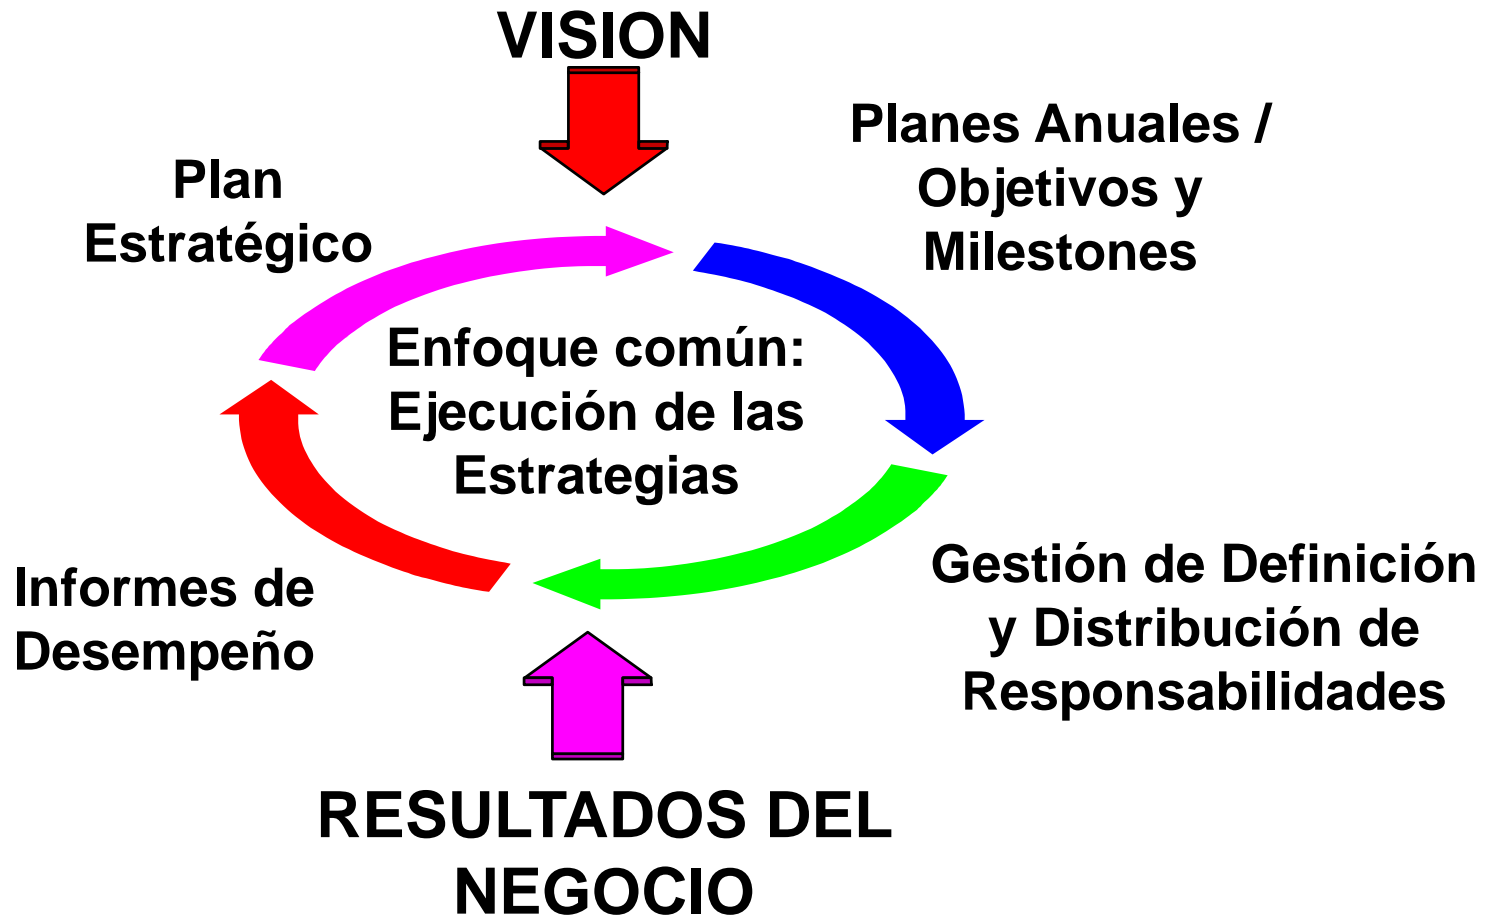 VISION
Planes Anuales /
Objetivos y
Milestones
Plan
Estratégico
Enfoque común:
Ejecución de las
Estrategias
Gestión de Definición
y Distribución de
Responsabilidades
Informes de
Desempeño
RESULTADOS DEL
NEGOCIO